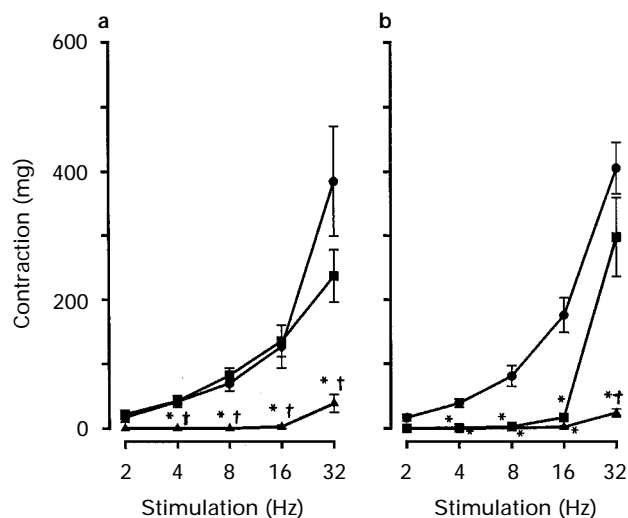 a
b
600
400
200
0
Contraction (mg)
* †
* †
* †
* †
*
*
*
*
*
*
*†
2 4 8 16 32
2 4 8 16 32
Stimulation (Hz)
Stimulation (Hz)